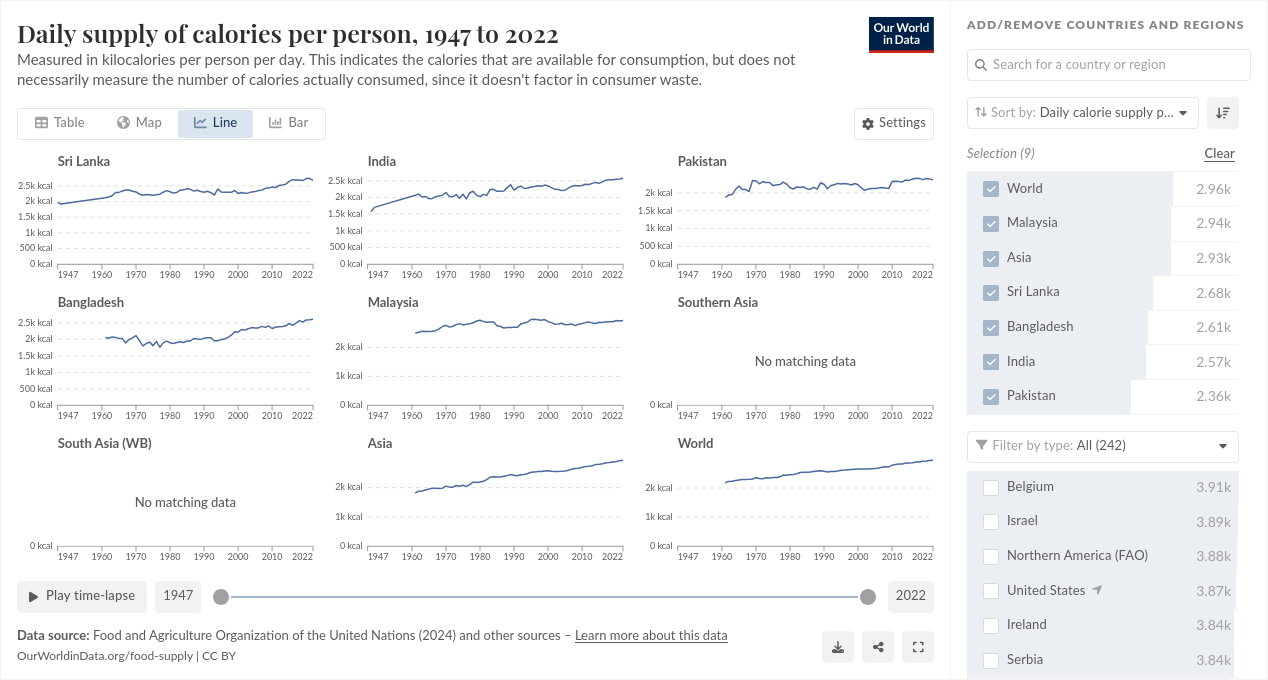 Daily supply of calories per person, 1947 to 2022
Measured in kilocalories per person per day. This indicates the calories that are available for consumption, but does not
necessarily measure the number of calories actually consumed, since it doesn't factor in consumer waste.
Our World
in Data
Table
Map
Line
Bar
Settings
Sri Lanka
2.5k kcal
2k kcal
1.5k kcal
1k kcal
500 kcal
0 kcal
1947 1960 1970 1980 1990 2000 2010 2022
India
2.5k kcal
2k kcal
1.5k kcal
1k kcal
500 kcal
0 kcal
1947 1960 1970 1980 1990 2000 2010 2022
Pakistan
2k kcal
1.5k kcal
1k kcal
500 kcal
0 kcal
1947 1960 1970 1980 1990 2000 2010 2022
Bangladesh
2.5k kcal
2k kcal
1.5k kcal
1k kcal
500 kcal
0 kcal
1947 1960 1970 1980 1990 2000 2010 2022
Malaysia
2k kcal
1k kcal
0 kcal
1947 1960 1970 1980 1990 2000 2010 2022
Southern Asia
No matching data
0 kcal
1947 1960 1970 1980 1990 2000 2010 2022
South Asia (WB)
No matching data
0 kcal
1947 1960 1970 1980 1990 2000 2010 2022
Asia
2k kcal
1k kcal
0 kcal
1947 1960 1970 1980 1990 2000 2010 2022
World
2k kcal
1k kcal
0 kcal
1947 1960 1970 1980 1990 2000 2010 2022
Play time-lapse
1947
2022
Data source: Food and Agriculture Organization of the United Nations (2024) and other sources – Learn more about this data
OurWorldinData.org/food-supply | CC BY
ADD/REMOVE COUNTRIES AND REGIONS
Search for a country or region
Sort by: Daily calorie supply p...
Selection (9) Clear
World 2.96k
Malaysia 2.94k
Asia 2.93k
Sri Lanka 2.68k
Bangladesh 2.61k
India 2.57k
Pakistan 2.36k
Filter by type: All (242)
Belgium 3.91k
Israel 3.89k
Northern America (FAO) 3.88k
United States 3.87k
Ireland 3.84k
Serbia 3.84k